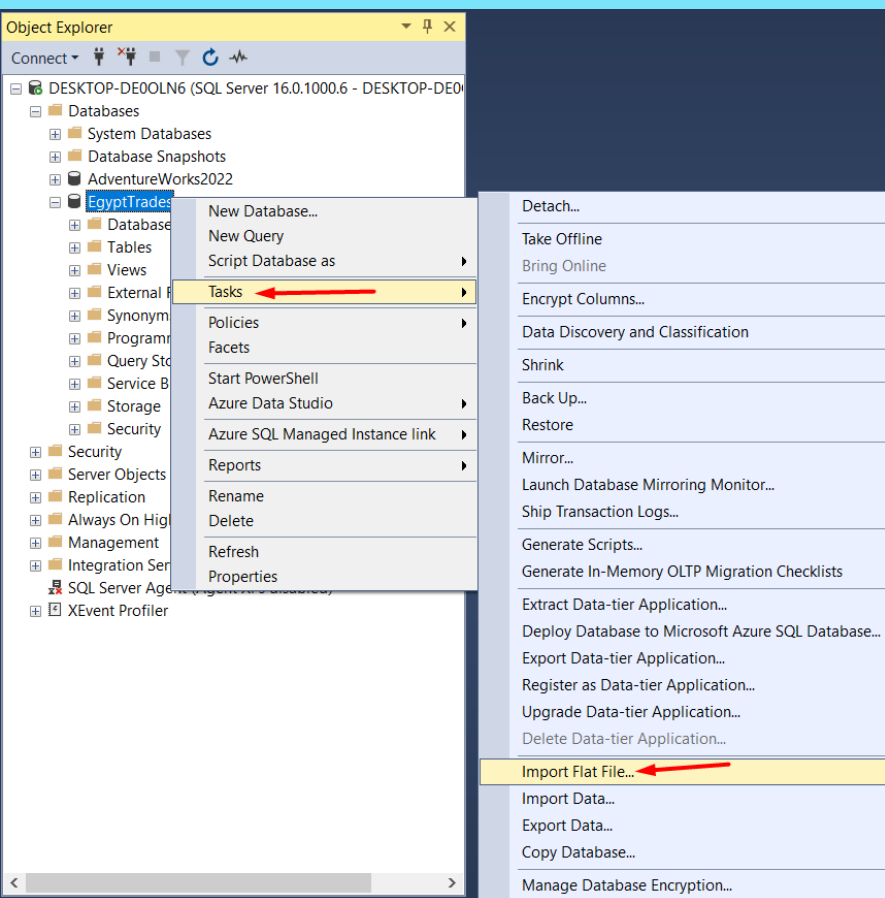 Object Explorer
Connect
DESKTOP-DE0OLN6 (SQL Server 16.0.1000.6 - DESKTOP-DE0
Databases
System Databases
Database Snapshots
AdventureWorks2022
EgyptTrades
Database
Tables
Views
External
Synonym
Programm
Query Sto
Service B
Storage
Security
Security
Server Objects
Replication
Always On High
Management
Integration Ser
SQL Server Agent (Agent XPs disabled)
XEvent Profiler
New Database...
New Query
Script Database as
Tasks
Policies
Facets
Start PowerShell
Azure Data Studio
Azure SQL Managed Instance link
Reports
Rename
Delete
Refresh
Properties
Detach...
Take Offline
Bring Online
Encrypt Columns...
Data Discovery and Classification
Shrink
Back Up...
Restore
Mirror...
Launch Database Mirroring Monitor...
Ship Transaction Logs...
Generate Scripts...
Generate In-Memory OLTP Migration Checklists
Extract Data-tier Application...
Deploy Database to Microsoft Azure SQL Database...
Export Data-tier Application...
Register as Data-tier Application...
Upgrade Data-tier Application...
Delete Data-tier Application...
Import Flat File...
Import Data...
Export Data...
Copy Database...
Manage Database Encryption...